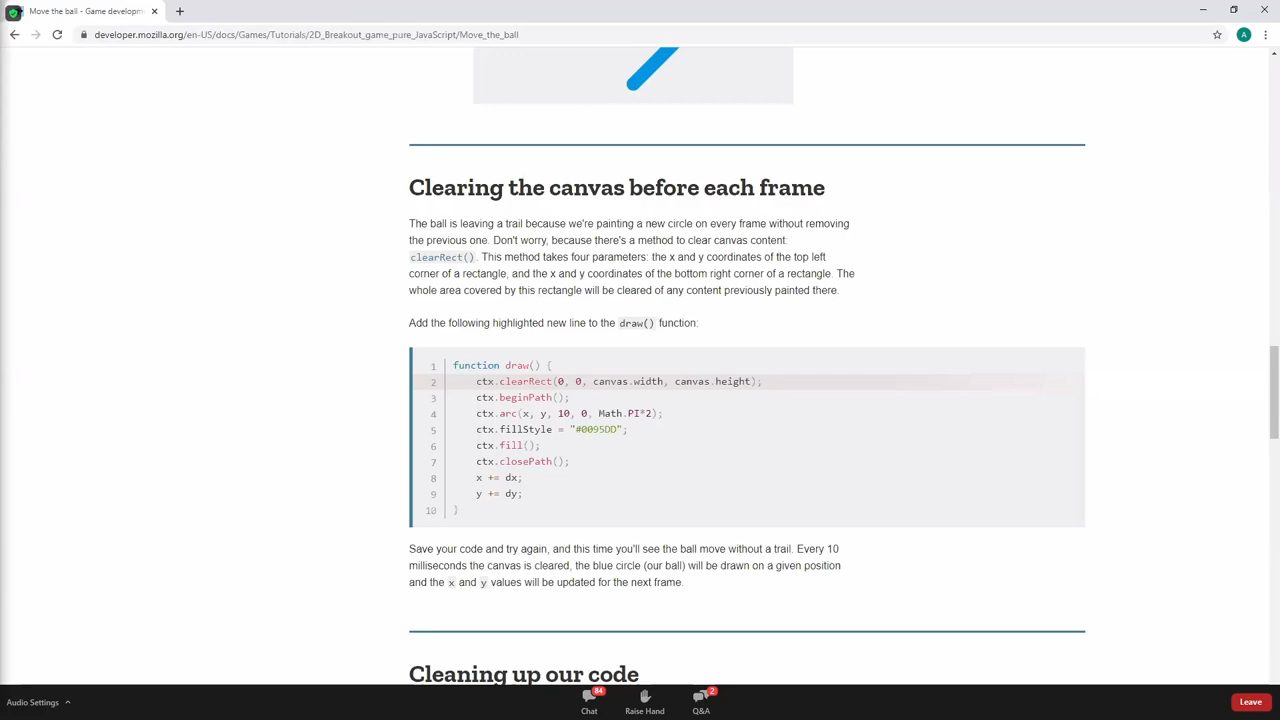 Move the ball - Game developm
developer.mozilla.org/en-US/docs/Games/Tutorials/2D_Breakout_game_pure_JavaScript/Move_the_ball
A
Clearing the canvas before each frame
The ball is leaving a trail because we're painting a new circle on every frame without removing
the previous one. Don't worry, because there's a method to clear canvas content:
clearRect(). This method takes four parameters: the x and y coordinates of the top left
corner of a rectangle, and the x and y coordinates of the bottom right corner of a rectangle. The
whole area covered by this rectangle will be cleared of any content previously painted there.
Add the following highlighted new line to the draw() function:
1 function draw() {
2 ctx.clearRect(0, 0, canvas.width, canvas.height);
3 ctx.beginPath();
4 ctx.arc(x, y, 10, 0, Math.PI*2);
5 ctx.fillStyle = "#0095DD";
6 ctx.fill();
7 ctx.closePath();
8 x += dx;
9 y += dy;
10 }
Save your code and try again, and this time you'll see the ball move without a trail. Every 10
milliseconds the canvas is cleared, the blue circle (our ball) will be drawn on a given position
and the x and y values will be updated for the next frame.
Cleaning up our code
Audio Settings
84
Chat
Raise Hand
2
Q&A
Leave